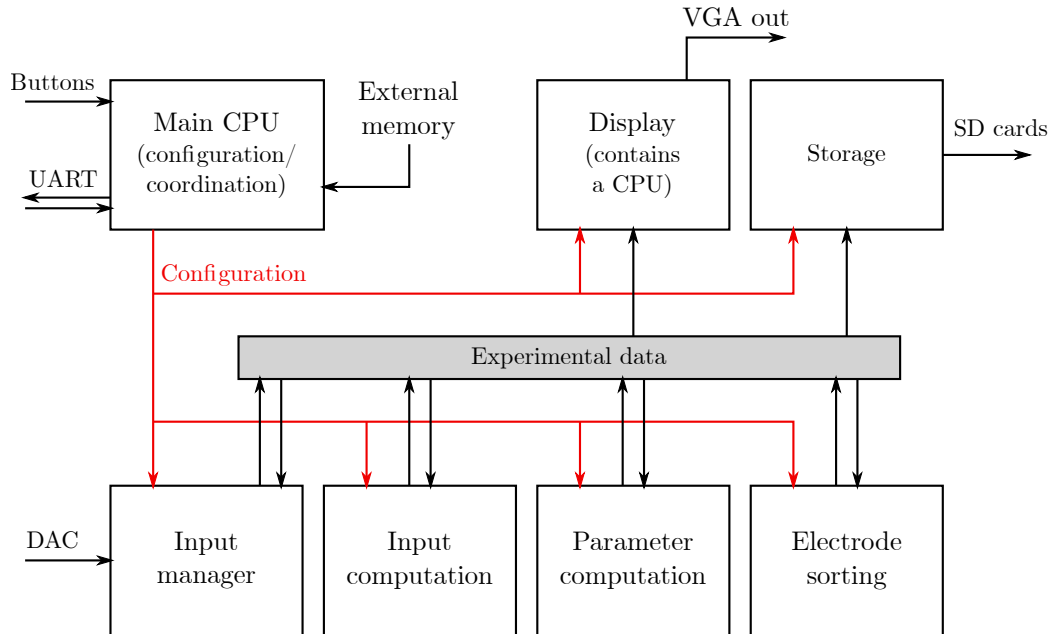 VGA out
Buttons
Main CPU
(configuration/
coordination)
External
memory
Display
(contains
a CPU)
Storage
SD cards
UART
Configuration
Experimental data
DAC
Input
manager
Input
computation
Parameter
computation
Electrode
sorting